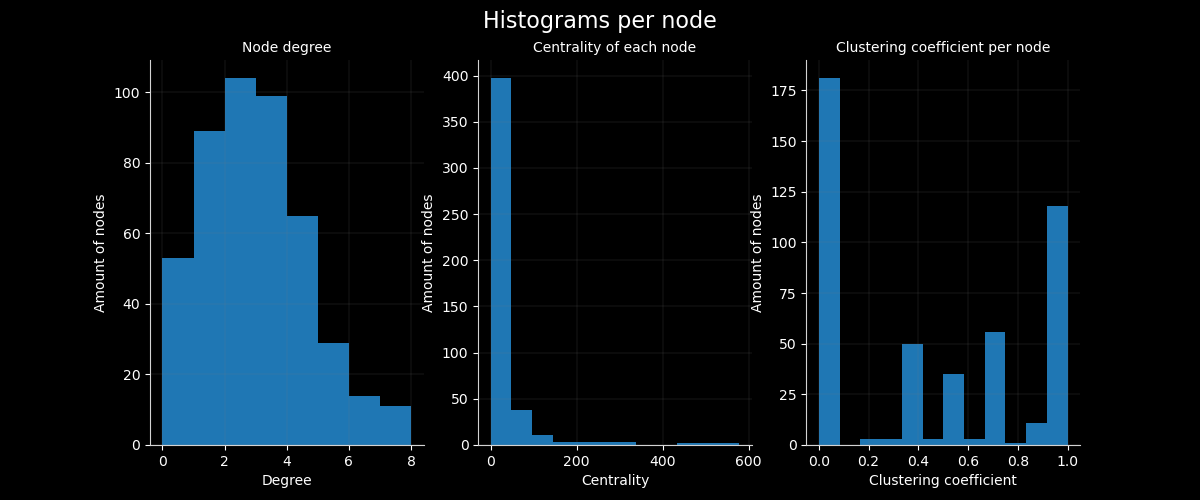 Histograms per node
Node degree
Amount of nodes
100
80
60
40
20
0
0 2 4 6 8
Degree
Centrality of each node
Amount of nodes
400
350
300
250
200
150
100
50
0
0 200 400 600
Centrality
Clustering coefficient per node
Amount of nodes
175
150
125
100
75
50
25
0
0.0 0.2 0.4 0.6 0.8 1.0
Clustering coefficient